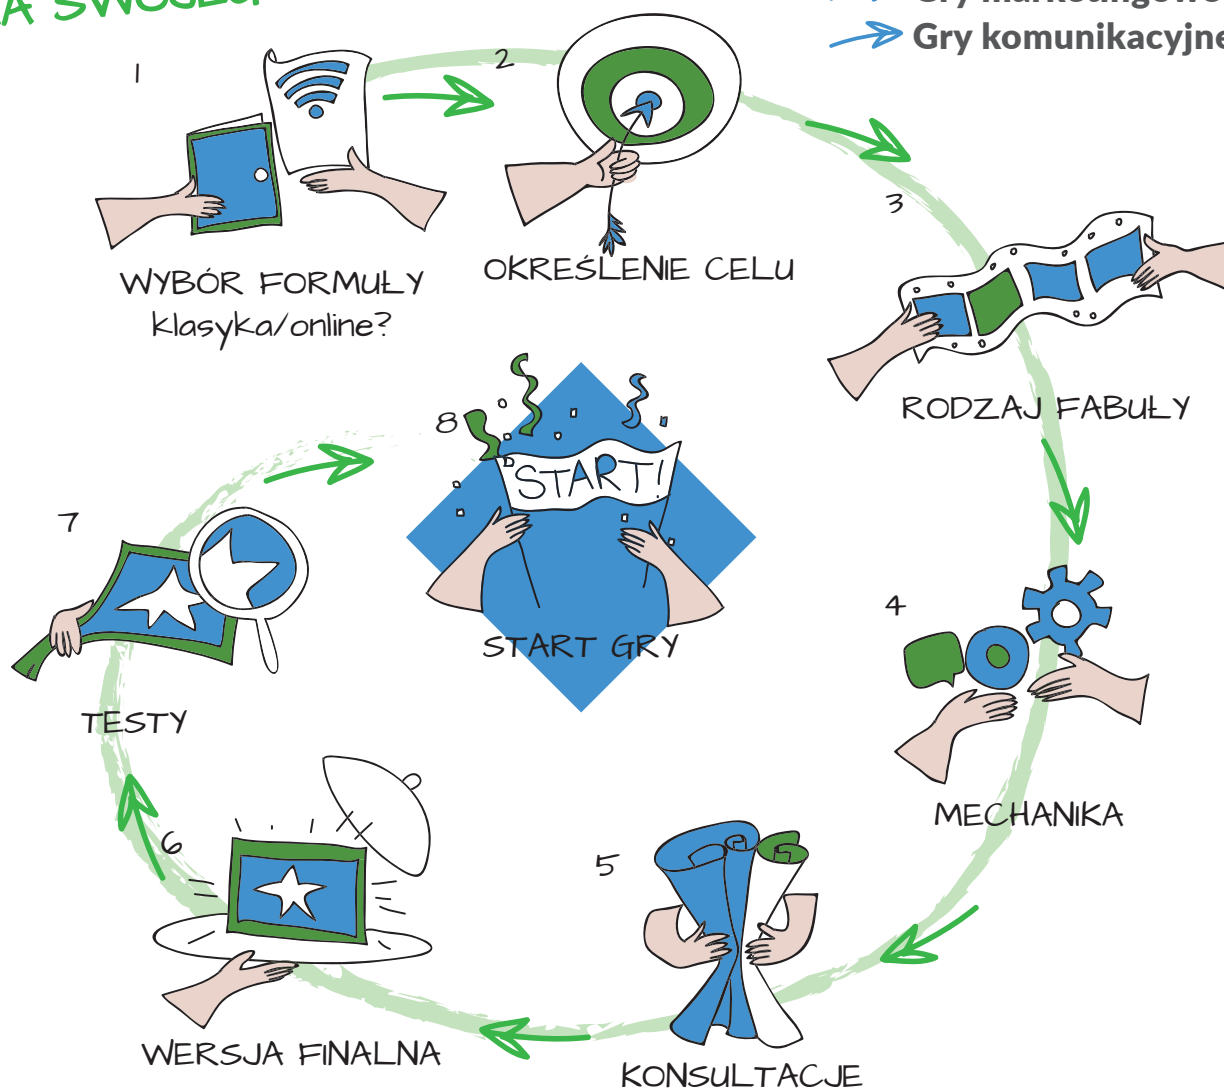 Gry komunikacyjne
1
WYBÓR FORMUŁY
klasyka/online?
2
OKREŚLENIE CELU
3
RODZAJ FABUŁY
4
MECHANIKA
5
KONSULTACJE
6
WERSJA FINALNA
7
TESTY
8
START!
START GRY